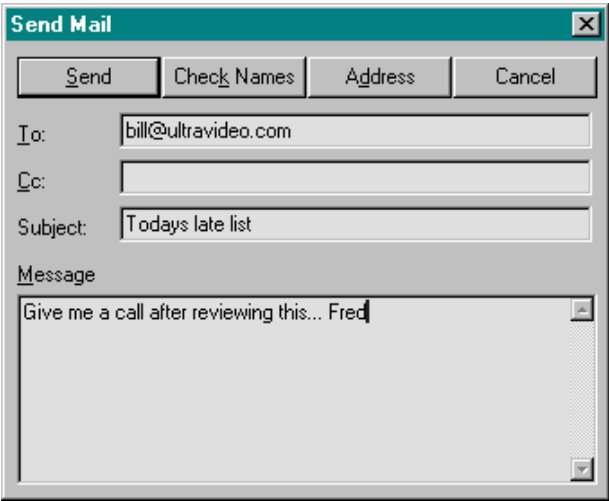 Send Mail
Send Check Names Address Cancel
To: bill@ultravideo.com
Cc:
Subject: Todays late list
Message
Give me a call after reviewing this... Fred